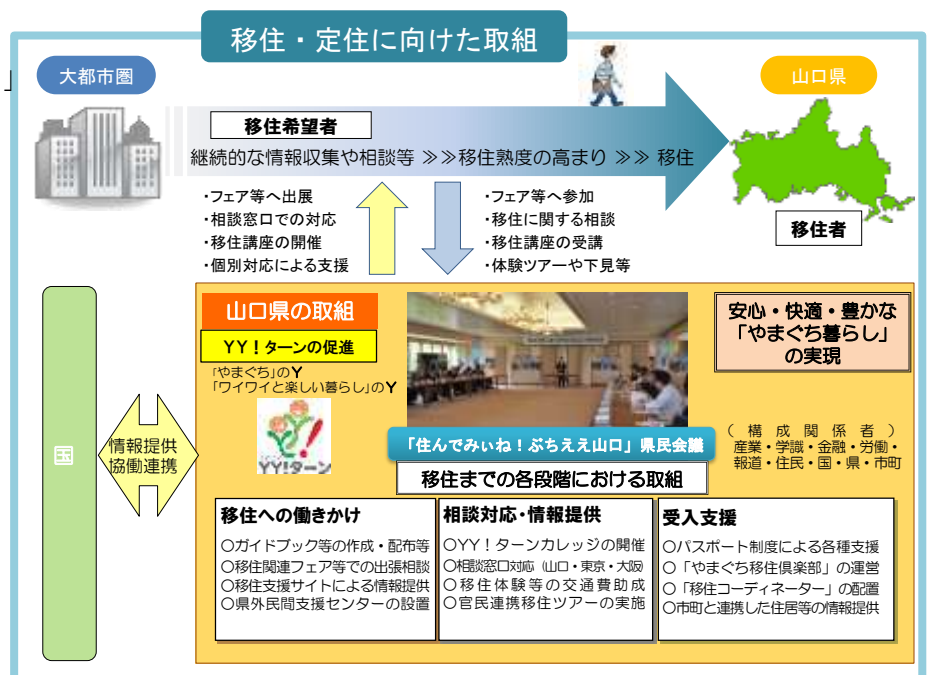 移住・定住に向けた取組
」
大都市圏
山口県
移住希望者
継続的な情報収集や相談等 ≫≫移住熟度の高まり ≫≫ 移住
・フェア等へ出展
・相談窓口での対応
・移住講座の開催
・個別対応による支援
・フェア等へ参加
・移住に関する相談
・移住講座の受講
・体験ツアーや下見等
移住者
国
情報提供
協働連携
山口県の取組
YY!ターンの促進
「やまぐち」のY
「ワイワイと楽しい暮らし」のY
YY!ターン
安心・快適・豊かな
「やまぐち暮らし」
の実現
「住んでみぃね!ぶちええ山口」県民会議
(構成関係者)
産業・学識・金融・労働・
報道・住民・国・県・市町
移住までの各段階における取組
移住への働きかけ
○ガイドブック等の作成・配布等
○移住関連フェア等での出張相談
○移住支援サイトによる情報提供
○県外民間支援センターの設置
相談対応・情報提供
○YY!ターンカレッジの開催
○相談窓口対応(山口・東京・大阪)
○移住体験等の交通費助成
○官民連携移住ツアーの実施
受入支援
○パスポート制度による各種支援
○「やまぐち移住倶楽部」の運営
○「移住コーディネーター」の配置
○市町と連携した住居等の情報提供